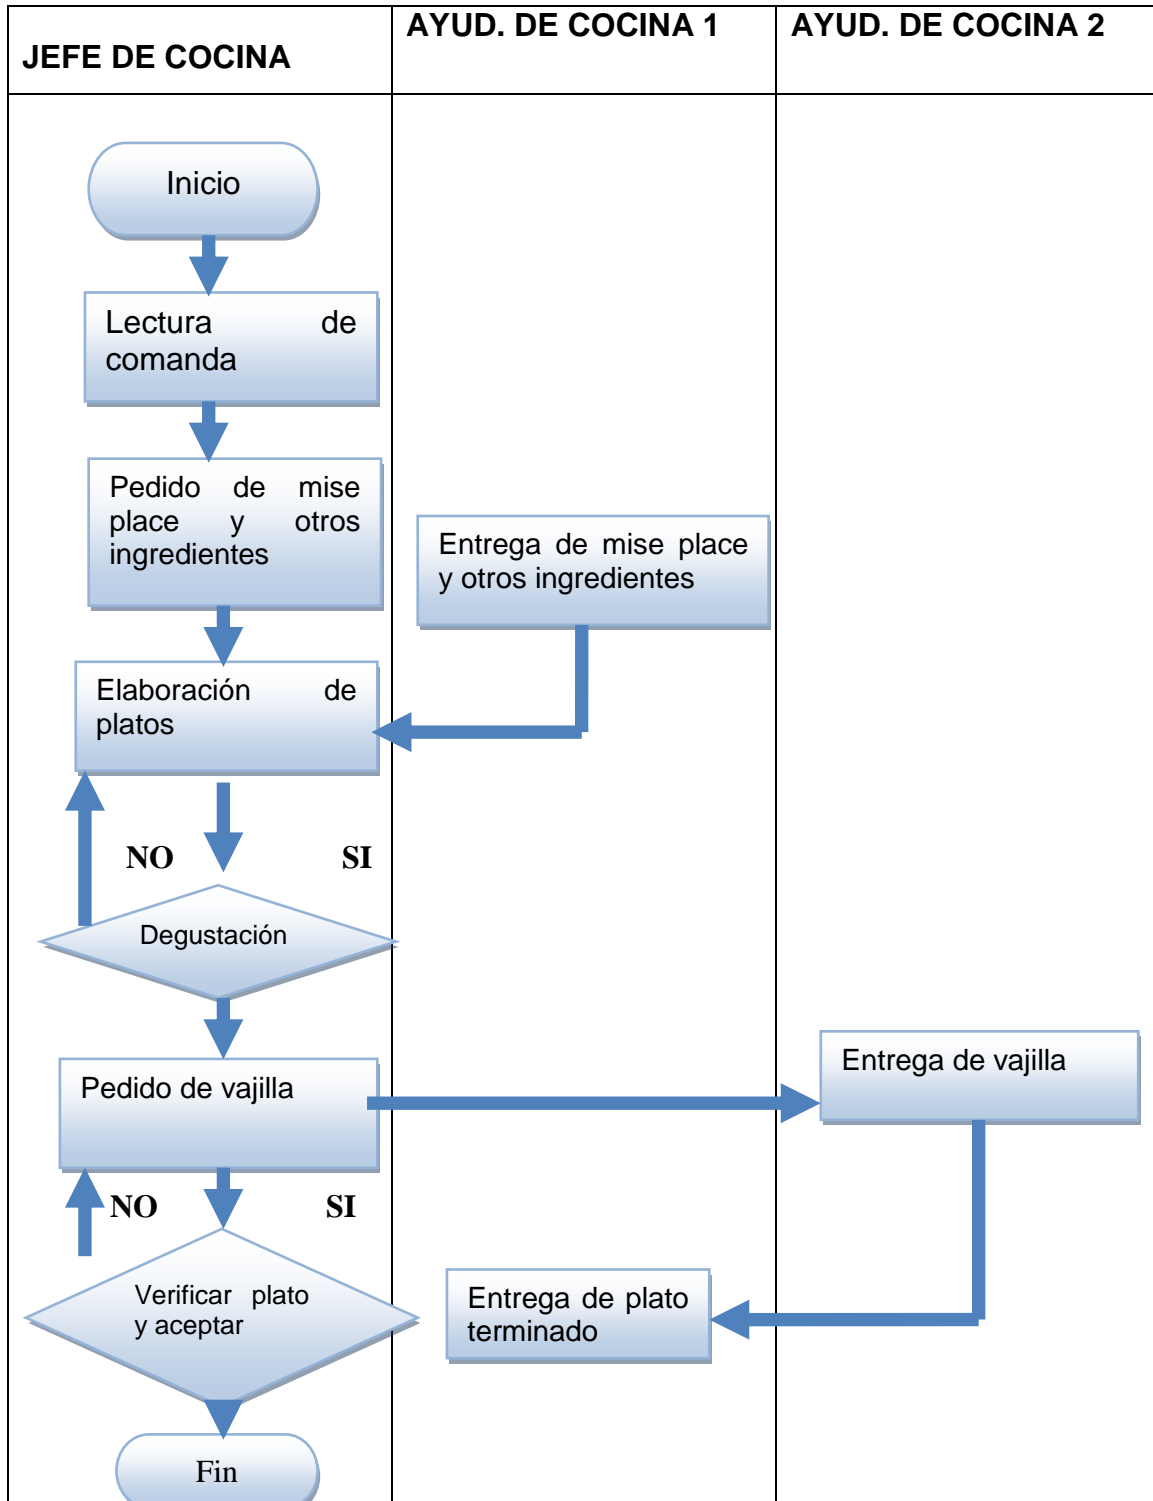 JEFE DE COCINA
AYUD. DE COCINA 1
AYUD. DE COCINA 2
Inicio
Lectura de
comanda
Pedido de mise
place y otros
ingredientes
Entrega de mise place
y otros ingredientes
Elaboración de
platos
NO
SI
Degustación
Pedido de vajilla
Entrega de vajilla
NO
SI
Verificar plato
y aceptar
Entrega de plato
terminado
Fin